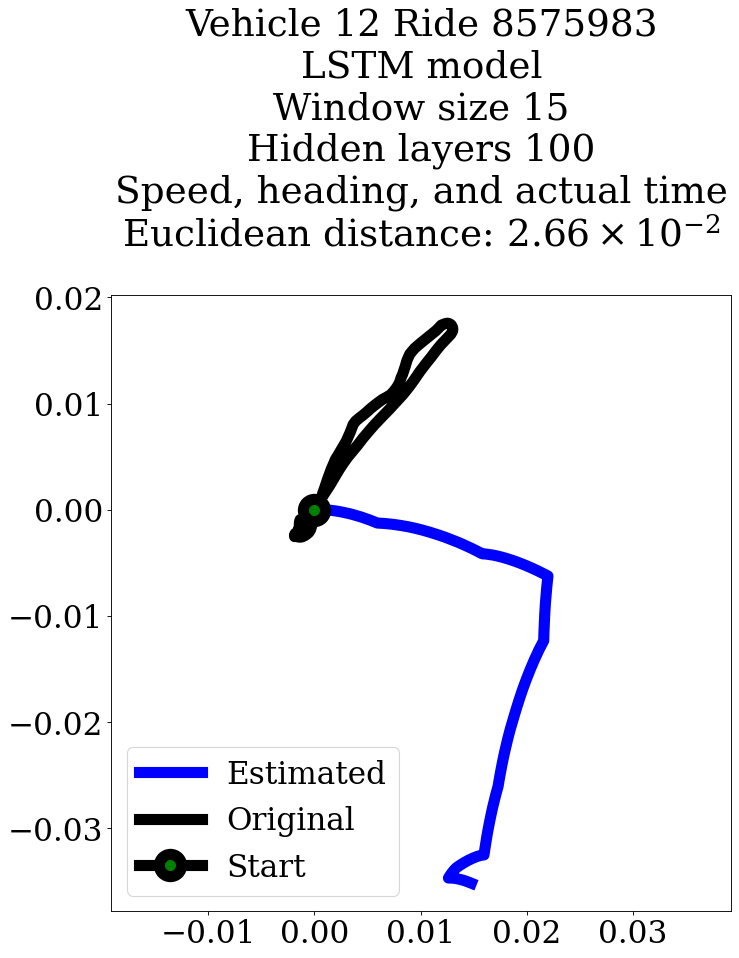 Vehicle 12 Ride 8575983
LSTM model
Window size 15
Hidden layers 100
Speed, heading, and actual time
Euclidean distance: 2.66 × 10⁻²
0.02
0.01
0.00
−0.01
−0.02
−0.03
Estimated
Original
Start
−0.01 0.00 0.01 0.02 0.03